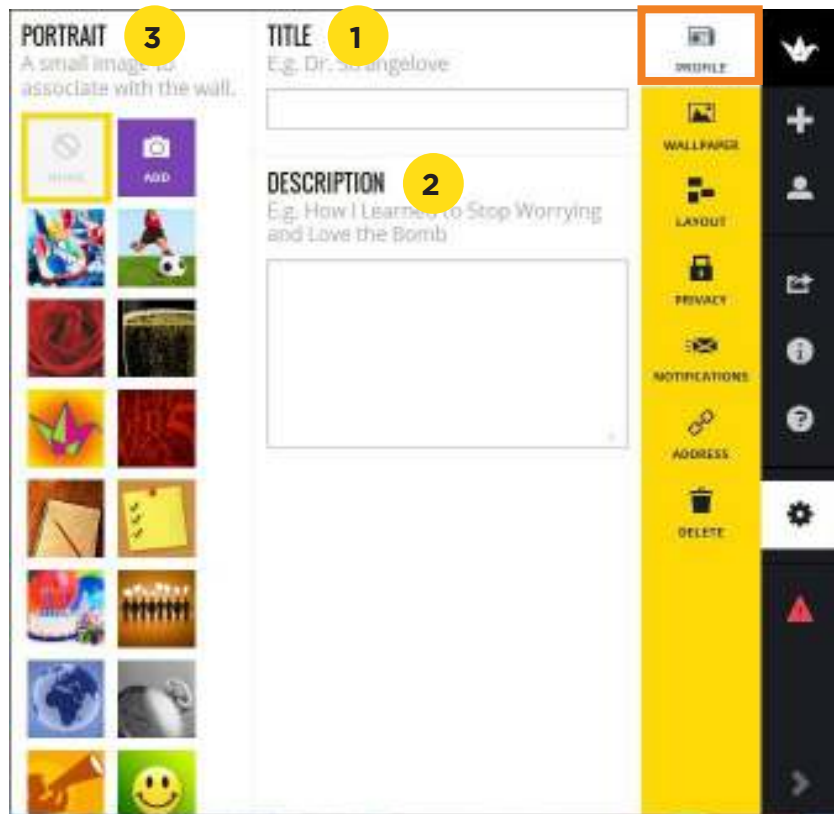 PORTRAIT 3
A small image to
associate with the wall.
NONE
ADD
TITLE 1
E.g. Dr. Strangelove
DESCRIPTION 2
E.g. How I Learned to Stop Worrying
and Love the Bomb
PROFILE
WALLPAPER
LAYOUT
PRIVACY
NOTIFICATIONS
ADDRESS
DELETE